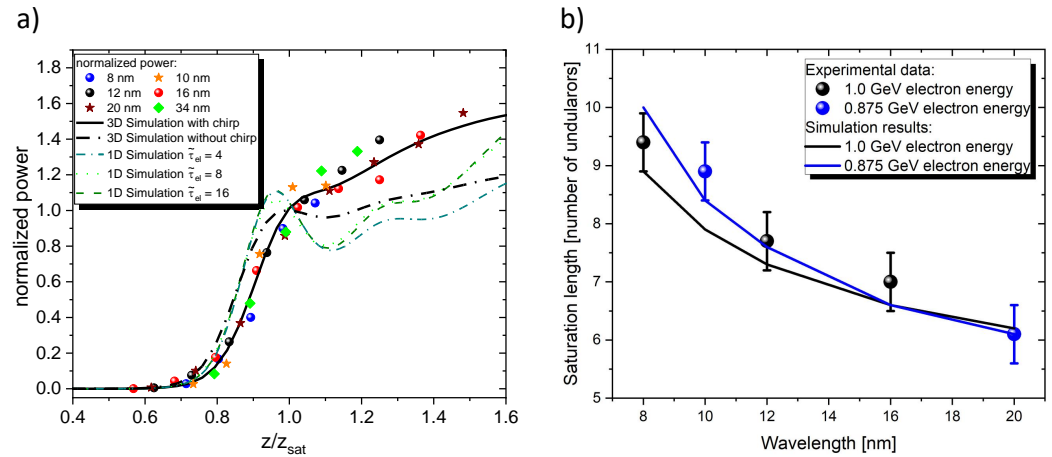 a)
normalized power
1.8
1.6
1.4
1.2
1.0
0.8
0.6
0.4
0.2
0.0
normalized power:
8 nm 10 nm
12 nm 16 nm
20 nm 34 nm
3D Simulation with chirp
3D Simulation without chirp
1D Simulation τ̃el = 4
1D Simulation τ̃el = 8
1D Simulation τ̃el = 16
0.4 0.6 0.8 1.0 1.2 1.4 1.6
z/zsat
b)
Saturation length [number of undularors]
11
10
9
8
7
6
5
Experimental data:
1.0 GeV electron energy
0.875 GeV electron energy
Simulation results:
1.0 GeV electron energy
0.875 GeV electron energy
8 10 12 14 16 18 20
Wavelength [nm]